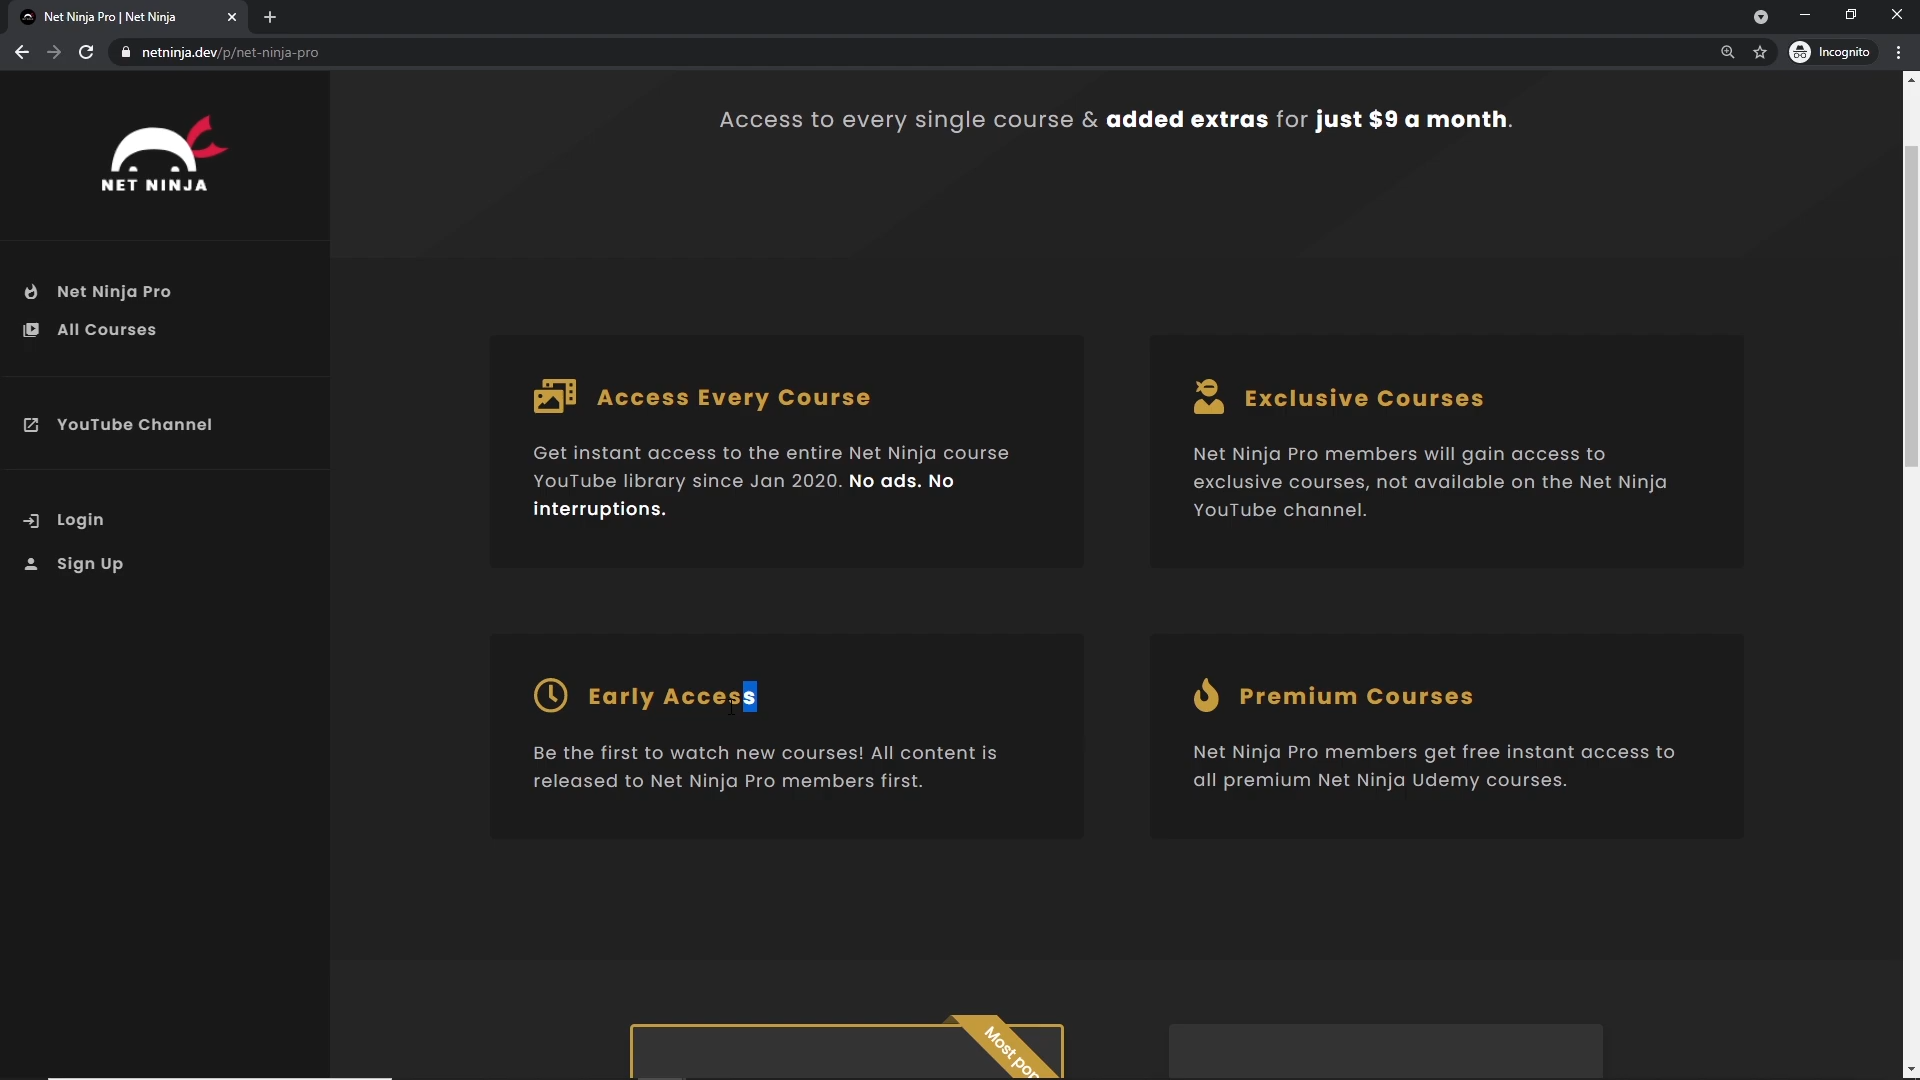 Net Ninja Pro | Net Ninja
netninja.dev/p/net-ninja-pro
Incognito
NET NINJA
Net Ninja Pro
All Courses
YouTube Channel
Login
Sign Up
Access to every single course & added extras for just $9 a month.
Access Every Course
Get instant access to the entire Net Ninja course
YouTube library since Jan 2020. No ads. No
interruptions.
Exclusive Courses
Net Ninja Pro members will gain access to
exclusive courses, not available on the Net Ninja
YouTube channel.
Early Access
Be the first to watch new courses! All content is
released to Net Ninja Pro members first.
Premium Courses
Net Ninja Pro members get free instant access to
all premium Net Ninja Udemy courses.
Most